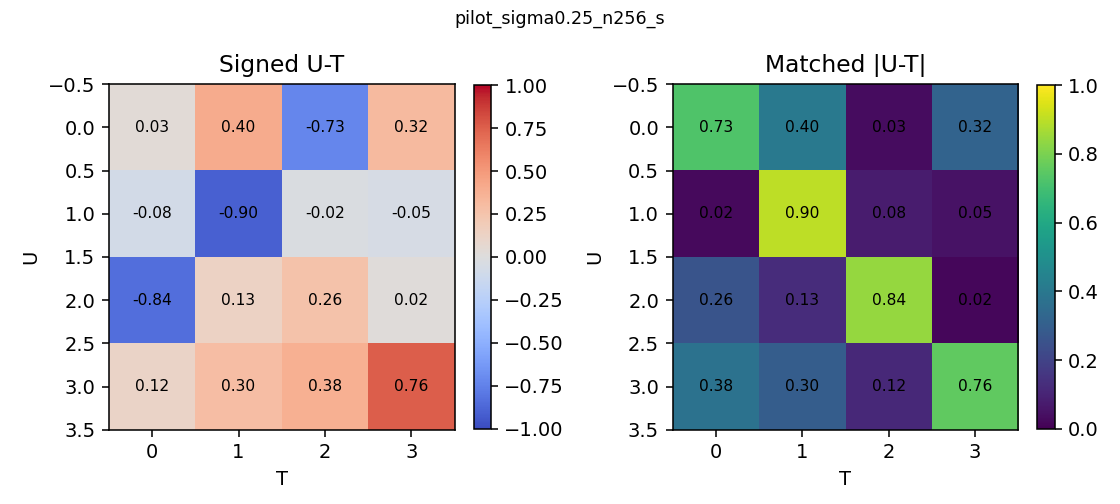 pilot_sigma0.25_n256_s
Signed U-T
−0.5
0.0
0.5
1.0
1.5
2.0
2.5
3.0
3.5
U
0.03 0.40 -0.73 0.32
-0.08 -0.90 -0.02 -0.05
-0.84 0.13 0.26 0.02
0.12 0.30 0.38 0.76
0 1 2 3
T
1.00
0.75
0.50
0.25
0.00
−0.25
−0.50
−0.75
−1.00
Matched |U-T|
−0.5
0.0
0.5
1.0
1.5
2.0
2.5
3.0
3.5
U
0.73 0.40 0.03 0.32
0.02 0.90 0.08 0.05
0.26 0.13 0.84 0.02
0.38 0.30 0.12 0.76
0 1 2 3
T
1.0
0.8
0.6
0.4
0.2
0.0